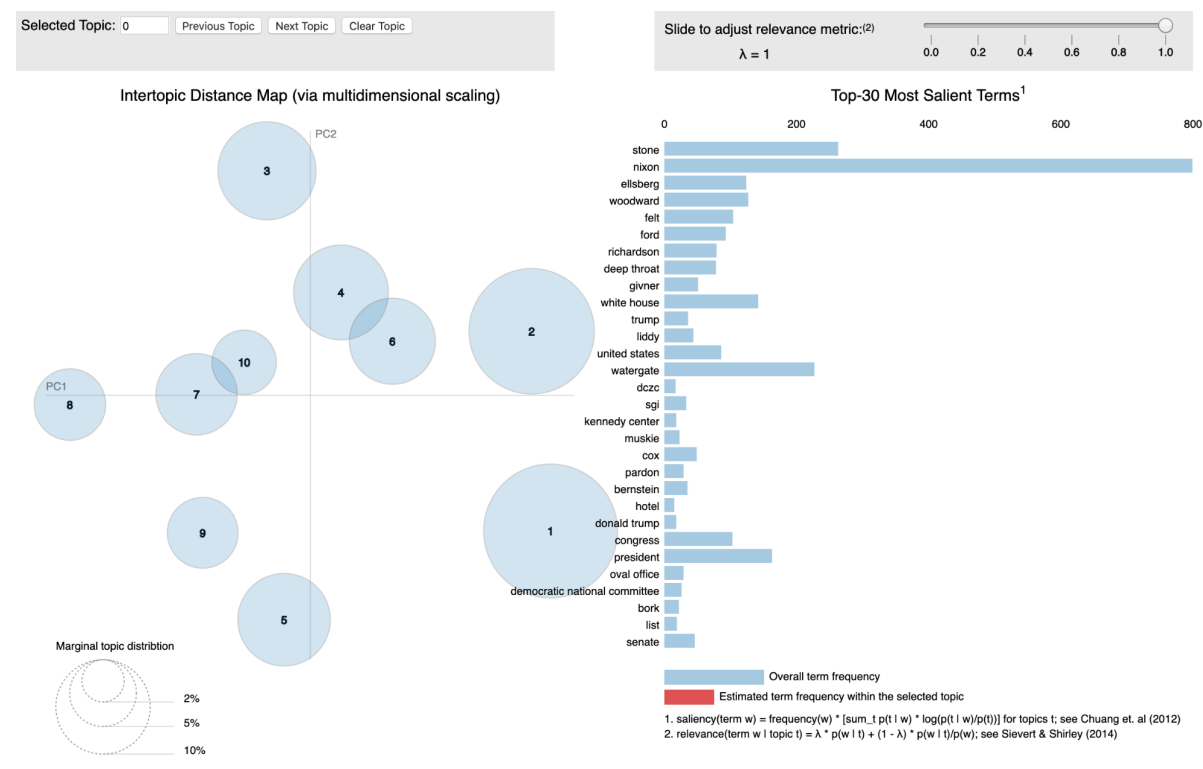 Selected Topic: 0 Previous Topic Next Topic Clear Topic
Slide to adjust relevance metric:(2)
λ = 1
0.0 0.2 0.4 0.6 0.8 1.0
Intertopic Distance Map (via multidimensional scaling)
PC2
PC1
3
4
2
6
10
7
8
9
1
5
Marginal topic distribtion
2%
5%
10%
Top-30 Most Salient Terms1
0 200 400 600 800
stone
nixon
ellsberg
woodward
felt
ford
richardson
deep throat
givner
white house
trump
liddy
united states
watergate
dczc
sgi
kennedy center
muskie
cox
pardon
bernstein
hotel
donald trump
congress
president
oval office
democratic national committee
bork
list
senate
Overall term frequency
Estimated term frequency within the selected topic
1. saliency(term w) = frequency(w) * [sum_t p(t | w) * log(p(t | w)/p(t))] for topics t; see Chuang et. al (2012)
2. relevance(term w | topic t) = λ * p(w | t) + (1 - λ) * p(w | t)/p(w); see Sievert & Shirley (2014)